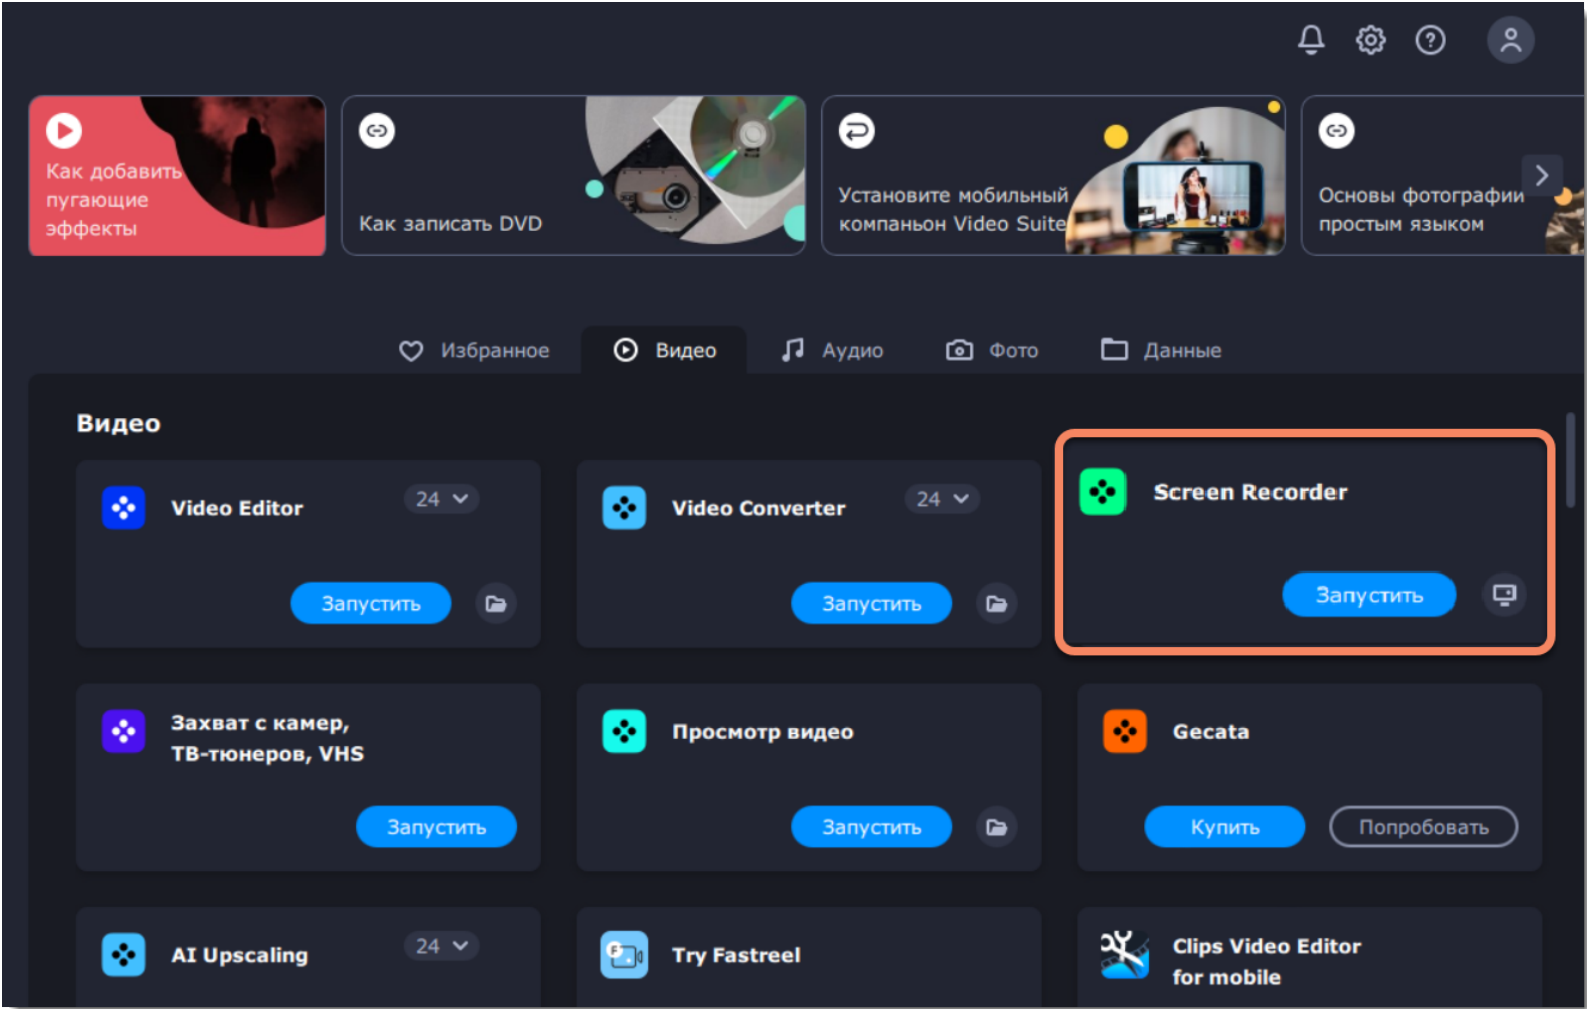 Как добавить
пугающие
эффекты
Как записать DVD
Установите мобильный
компаньон Video Suite
Основы фотографии
простым языком
Избранное
Видео
Аудио
Фото
Данные
Видео
Video Editor
24
Запустить
Video Converter
24
Запустить
Screen Recorder
Запустить
Захват с камер,
ТВ-тюнеров, VHS
Запустить
Просмотр видео
Запустить
Gecata
Купить
Попробовать
AI Upscaling
24
Try Fastreel
Clips Video Editor
for mobile